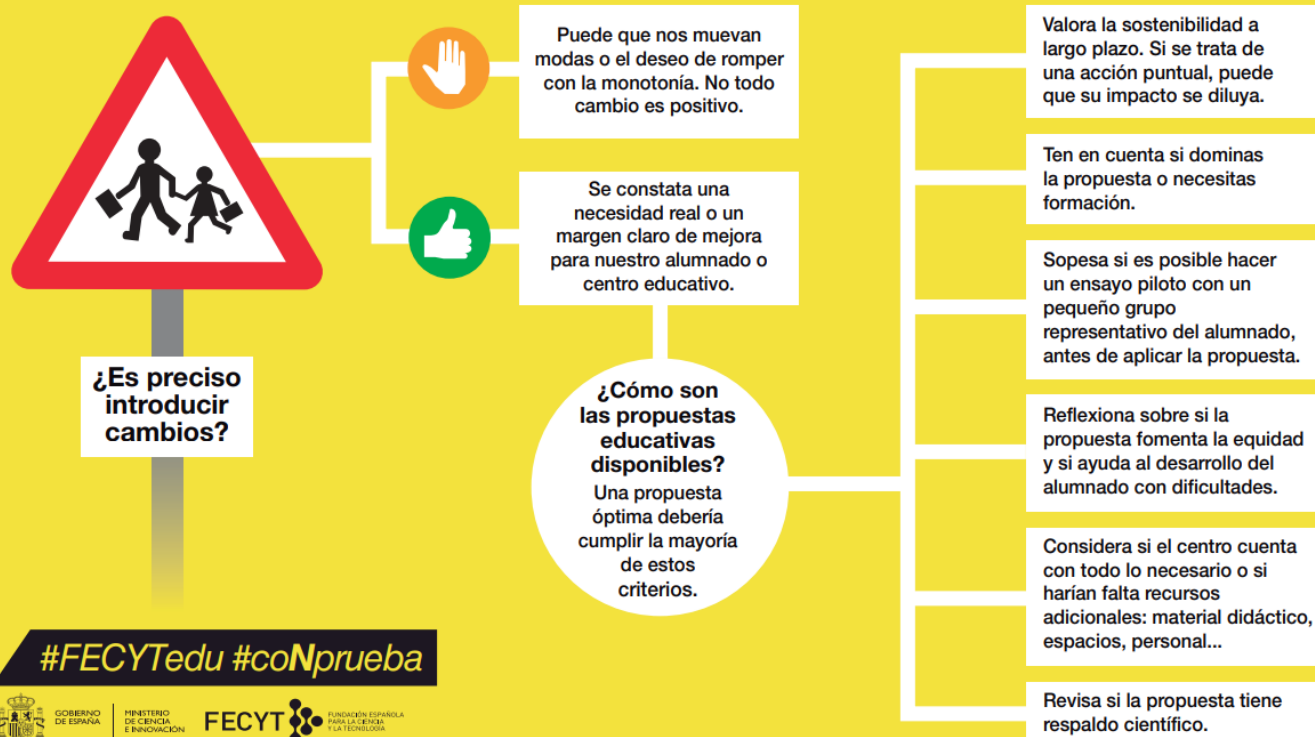 ¿Es preciso
introducir
cambios?
Puede que nos muevan
modas o el deseo de romper
con la monotonía. No todo
cambio es positivo.
Se constata una
necesidad real o un
margen claro de mejora
para nuestro alumnado o
centro educativo.
¿Cómo son
las propuestas
educativas
disponibles?
Una propuesta
óptima debería
cumplir la mayoría
de estos
criterios.
Valora la sostenibilidad a
largo plazo. Si se trata de
una acción puntual, puede
que su impacto se diluya.
Ten en cuenta si dominas
la propuesta o necesitas
formación.
Sopesa si es posible hacer
un ensayo piloto con un
pequeño grupo
representativo del alumnado,
antes de aplicar la propuesta.
Reflexiona sobre si la
propuesta fomenta la equidad
y si ayuda al desarrollo del
alumnado con dificultades.
Considera si el centro cuenta
con todo lo necesario o si
harían falta recursos
adicionales: material didáctico,
espacios, personal...
Revisa si la propuesta tiene
respaldo científico.
#FECYTedu #coNprueba
GOBIERNO
DE ESPAÑA
MINISTERIO
DE CIENCIA
E INNOVACIÓN
FECYT
FUNDACIÓN ESPAÑOLA
PARA LA CIENCIA
Y LA TECNOLOGÍA